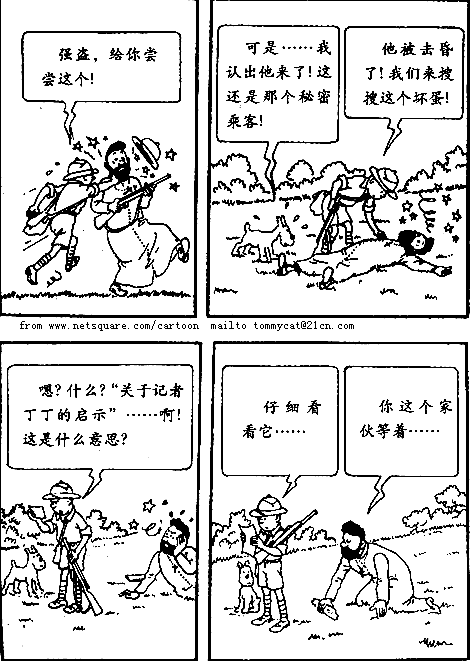 强盗，给你尝
尝这个！
可是……我
认出他来了！这
还是那个秘密
乘客！
他被击昏
了！我们来搜
搜这个坏蛋！
from www.netsquare.com/cartoon mailto tommycat@21cn.com
嗯？什么？“关于记者
丁丁的启示”……啊！
这是什么意思？
仔细看
看它……
你这个家
伙等着……